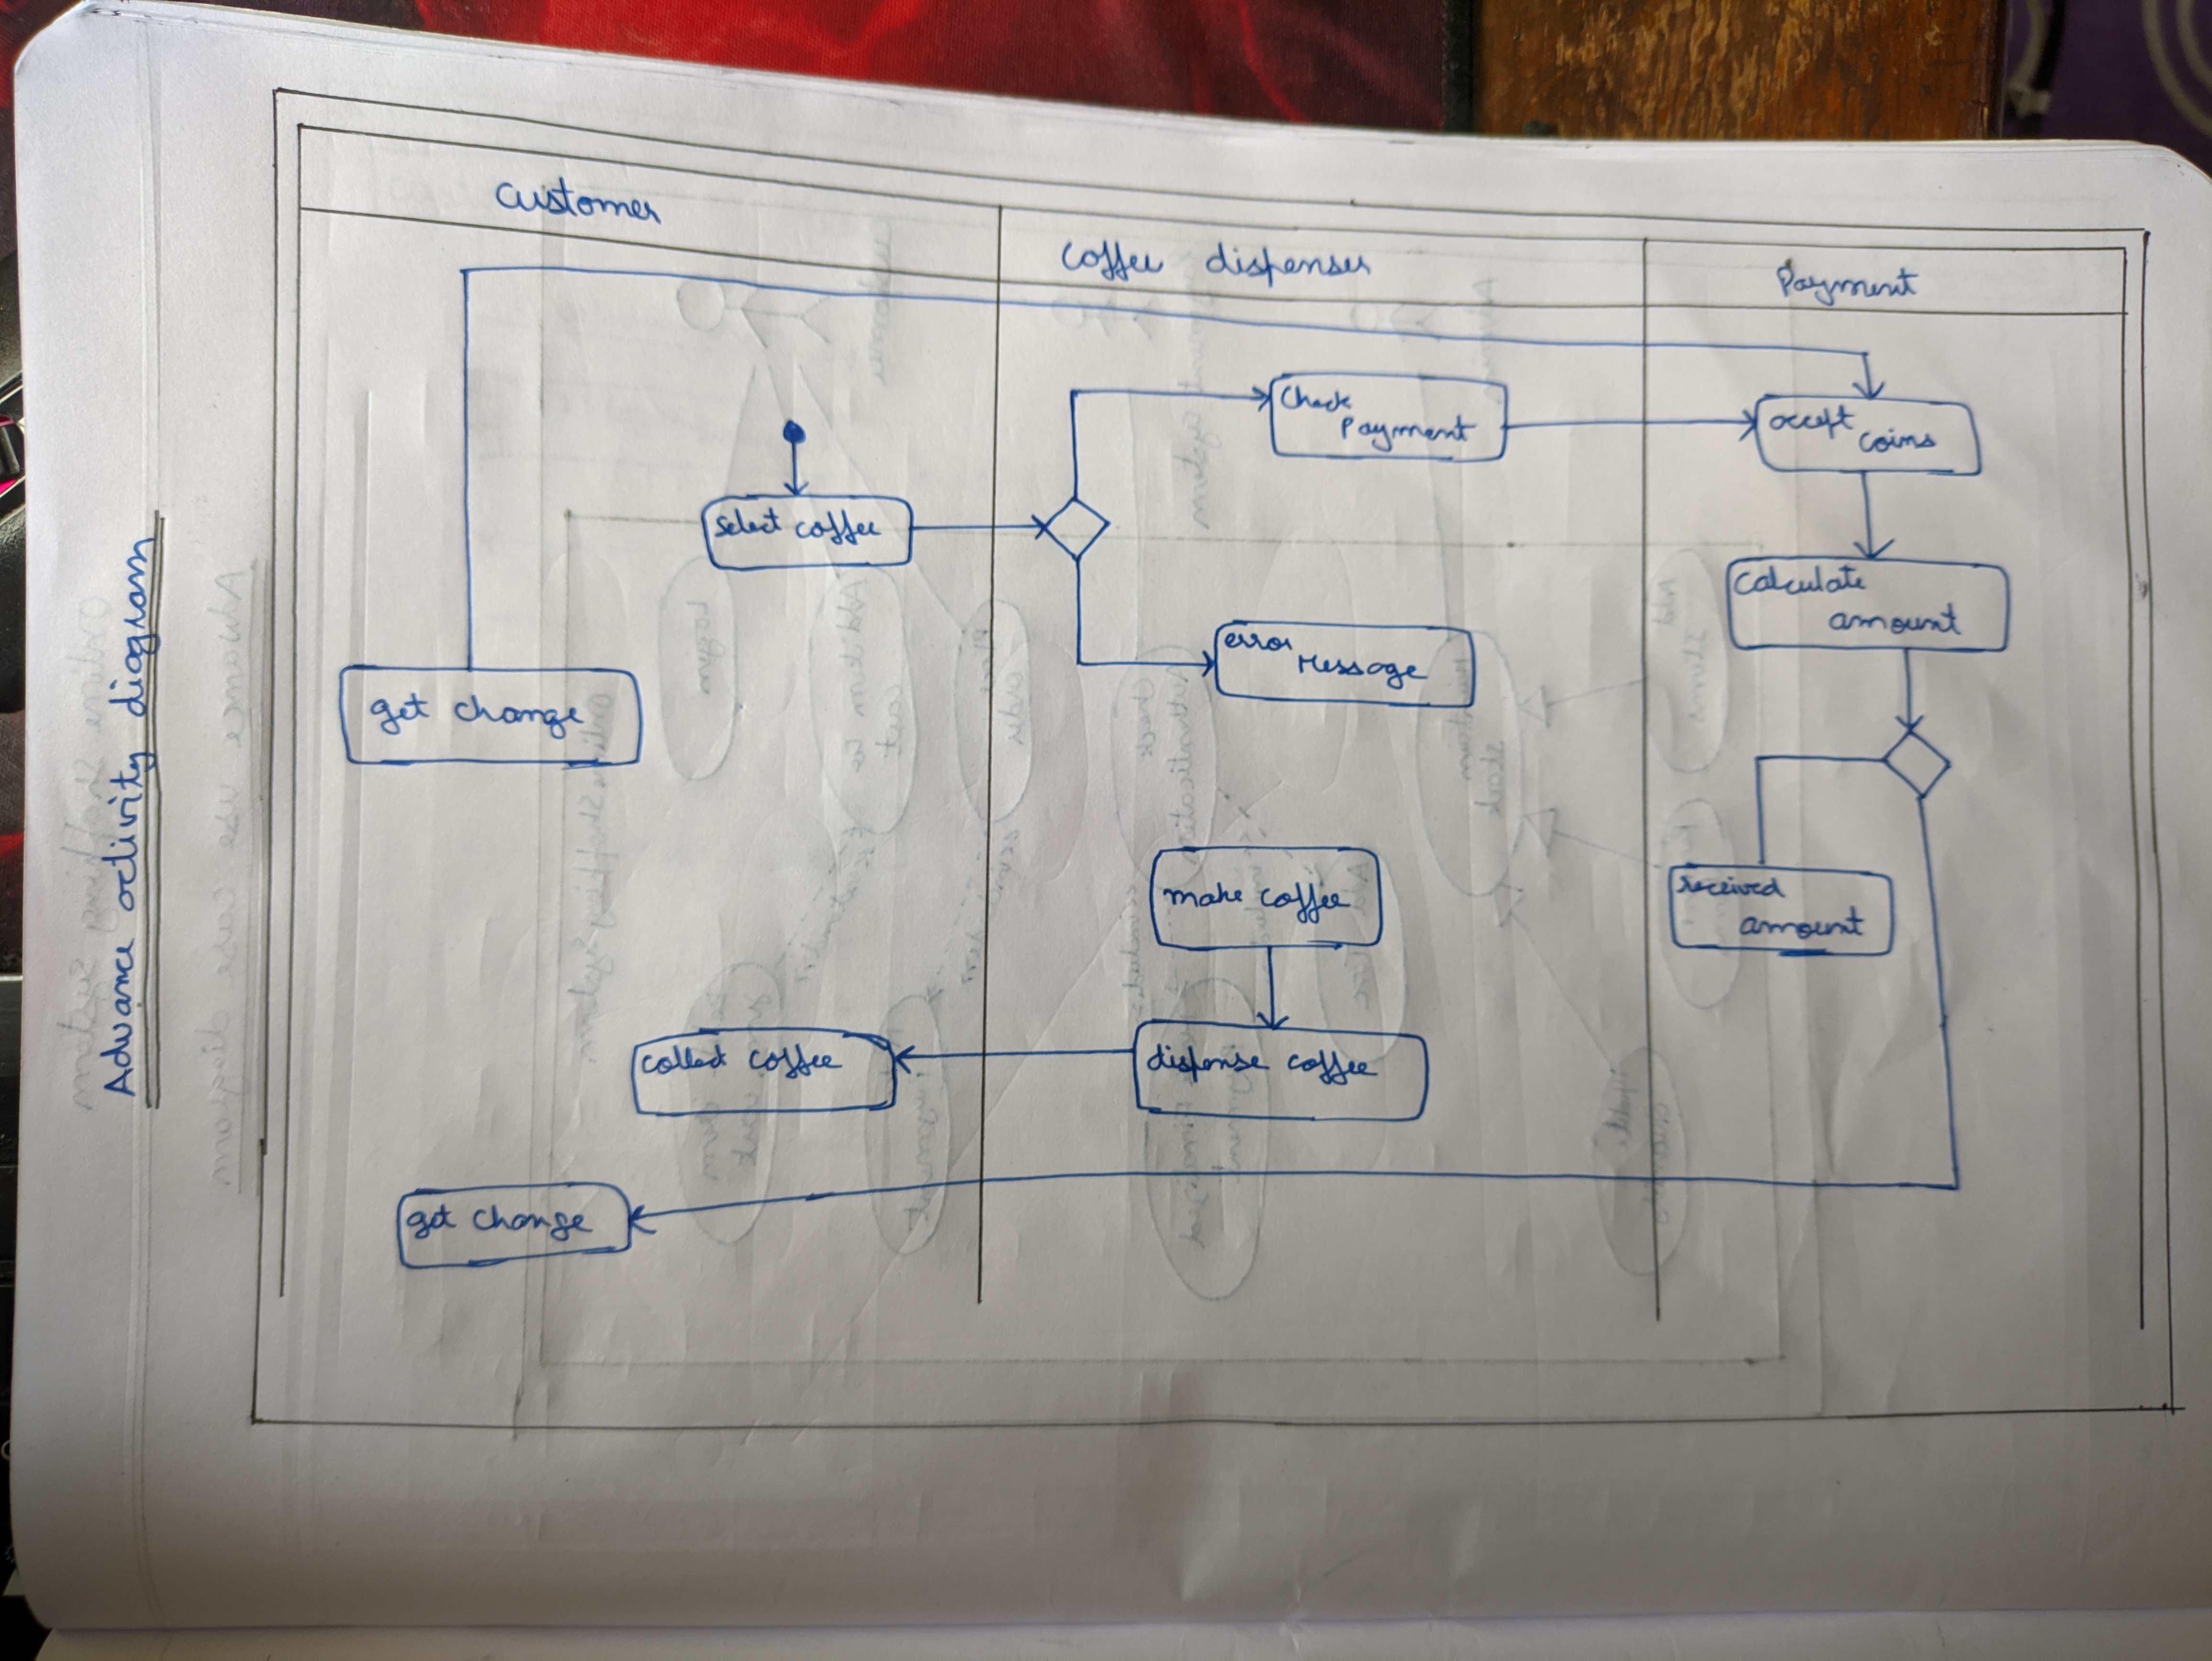 Advance activity diagram
customer
coffee dispenser
Payment
Check
Payment
accept
coins
select coffee
calculate
amount
error
Message
get change
make coffee
received
amount
collect coffee
dispense coffee
get change